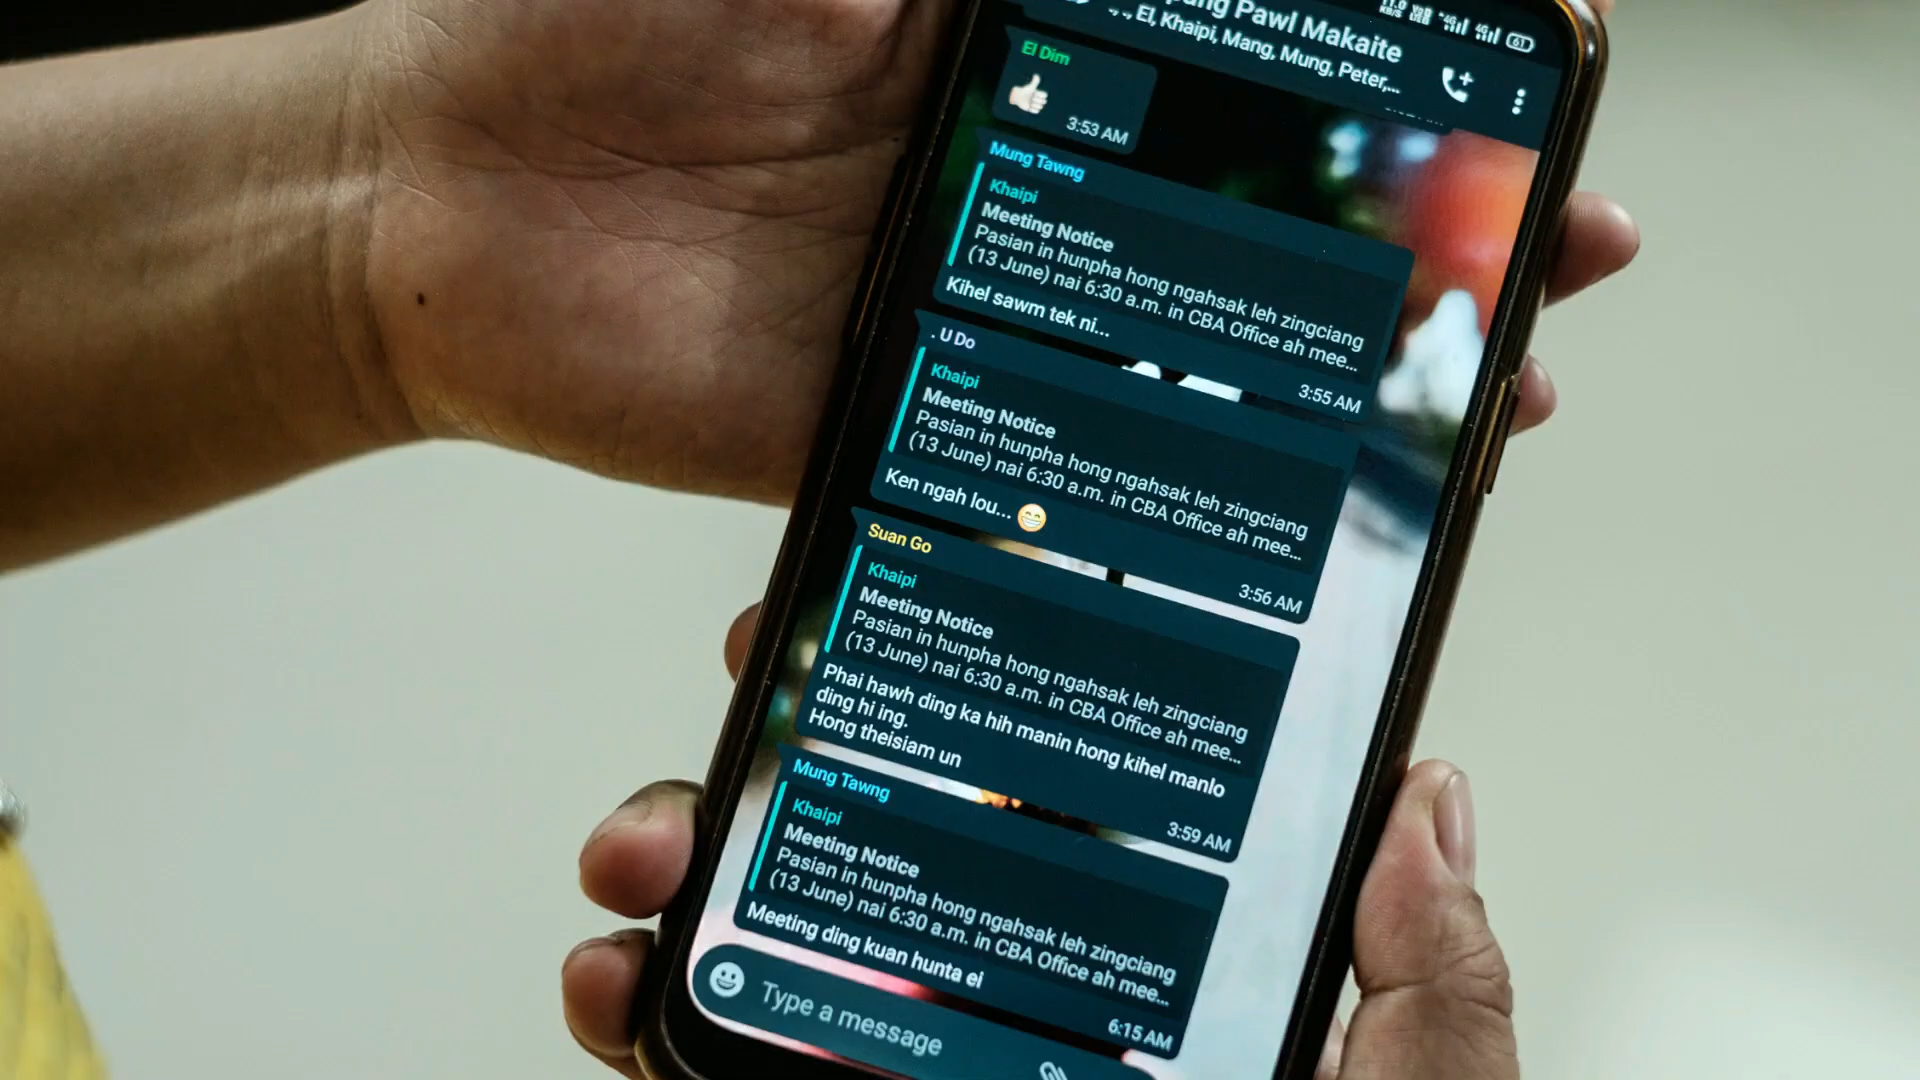 Pawl Makaite
El, Khaipi, Mang, Mung, Peter,...
61
El Dim
3:53 AM
Mung Tawng
Khaipi
Meeting Notice
Pasian in hunpha hong ngahsak leh zingciang
(13 June) nai 6:30 a.m. in CBA Office ah mee...
Kihel sawm tek ni...
3:55 AM
. U Do
Khaipi
Meeting Notice
Pasian in hunpha hong ngahsak leh zingciang
(13 June) nai 6:30 a.m. in CBA Office ah mee...
Ken ngah lou... 😁
3:56 AM
Suan Go
Khaipi
Meeting Notice
Pasian in hunpha hong ngahsak leh zingciang
(13 June) nai 6:30 a.m. in CBA Office ah mee...
Phai hawh ding ka hih manin hong kihel manlo
ding hi ing.
Hong theisiam un
3:59 AM
Mung Tawng
Khaipi
Meeting Notice
Pasian in hunpha hong ngahsak leh zingciang
(13 June) nai 6:30 a.m. in CBA Office ah mee...
Meeting ding kuan hunta ei
6:15 AM
Type a message